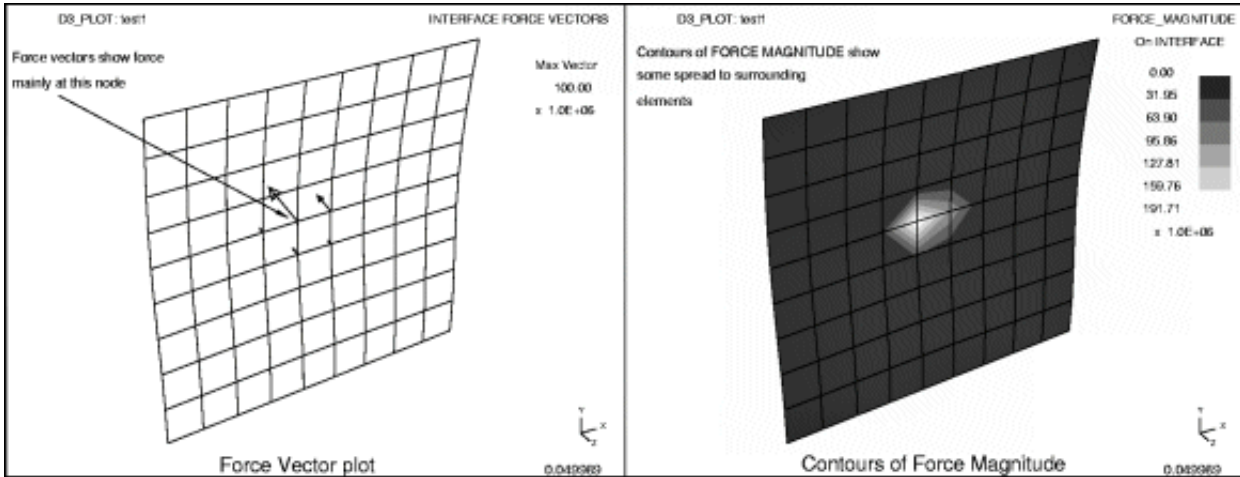 D3_PLOT: test1
INTERFACE FORCE VECTORS
Force vectors show force
mainly at this node
Max Vector
100.00
x 1.0E+06
Y
X
Z
Force Vector plot
0.049989
D3_PLOT: test1
FORCE_MAGNITUDE
On INTERFACE
Contours of FORCE MAGNITUDE show
some spread to surrounding
elements
0.00
31.95
63.90
95.86
127.81
159.76
191.71
x 1.0E+06
Y
X
Z
Contours of Force Magnitude
0.049989